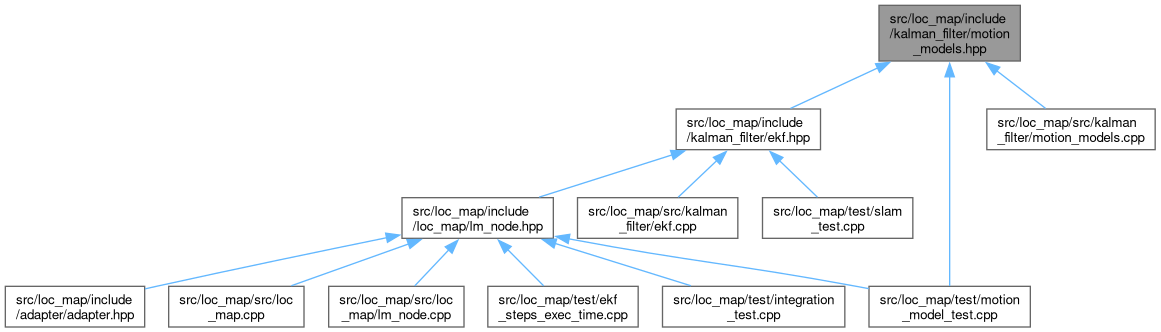 src/loc_map/include
/kalman_filter/motion
_models.hpp
src/loc_map/include
/kalman_filter/ekf.hpp
src/loc_map/src/kalman
_filter/motion_models.cpp
src/loc_map/include
/loc_map/lm_node.hpp
src/loc_map/src/kalman
_filter/ekf.cpp
src/loc_map/test/slam
_test.cpp
src/loc_map/include
/adapter/adapter.hpp
src/loc_map/src/loc
_map.cpp
src/loc_map/src/loc
_map/lm_node.cpp
src/loc_map/test/ekf
_steps_exec_time.cpp
src/loc_map/test/integration
_test.cpp
src/loc_map/test/motion
_model_test.cpp